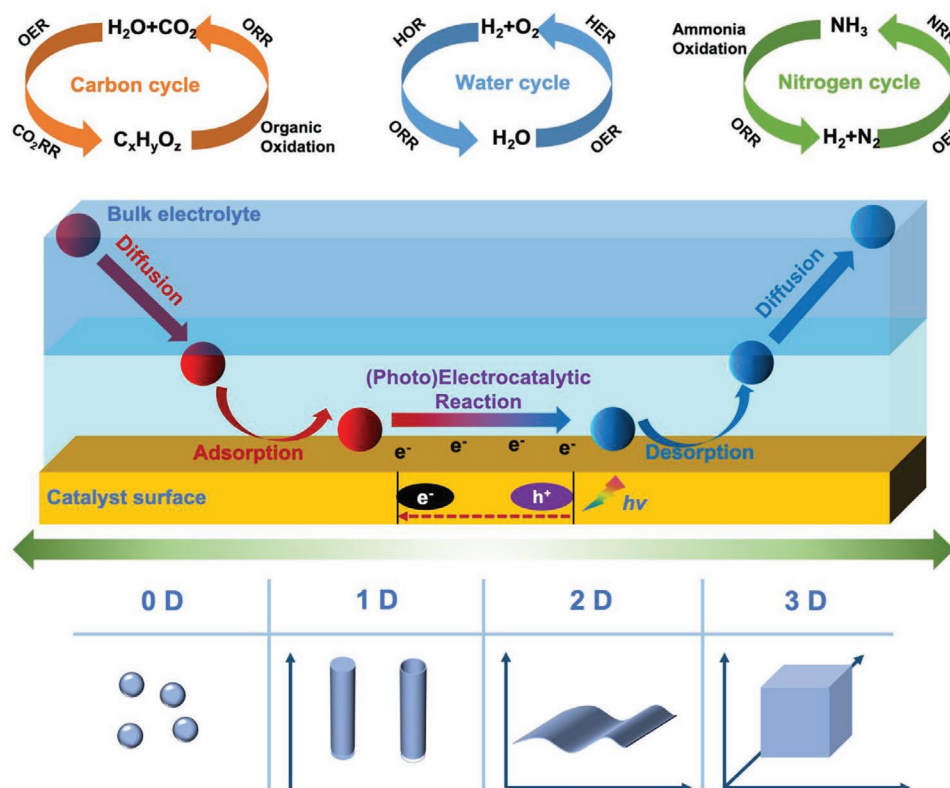 OER
H₂O+CO₂
ORR
Carbon cycle
CO₂RR
CₓHᵧO_z
Organic
Oxidation
HOR
H₂+O₂
HER
Water cycle
ORR
H₂O
OER
Ammonia
Oxidation
NH₃
Nitrogen cycle
ORR
H₂+N₂
Bulk electrolyte
Diffusion
Diffusion
(Photo)Electrocatalytic
Reaction
Adsorption
e⁻ e⁻ e⁻ e⁻
Desorption
Catalyst surface
e⁻
h⁺
hv
0 D
1 D
2 D
3 D